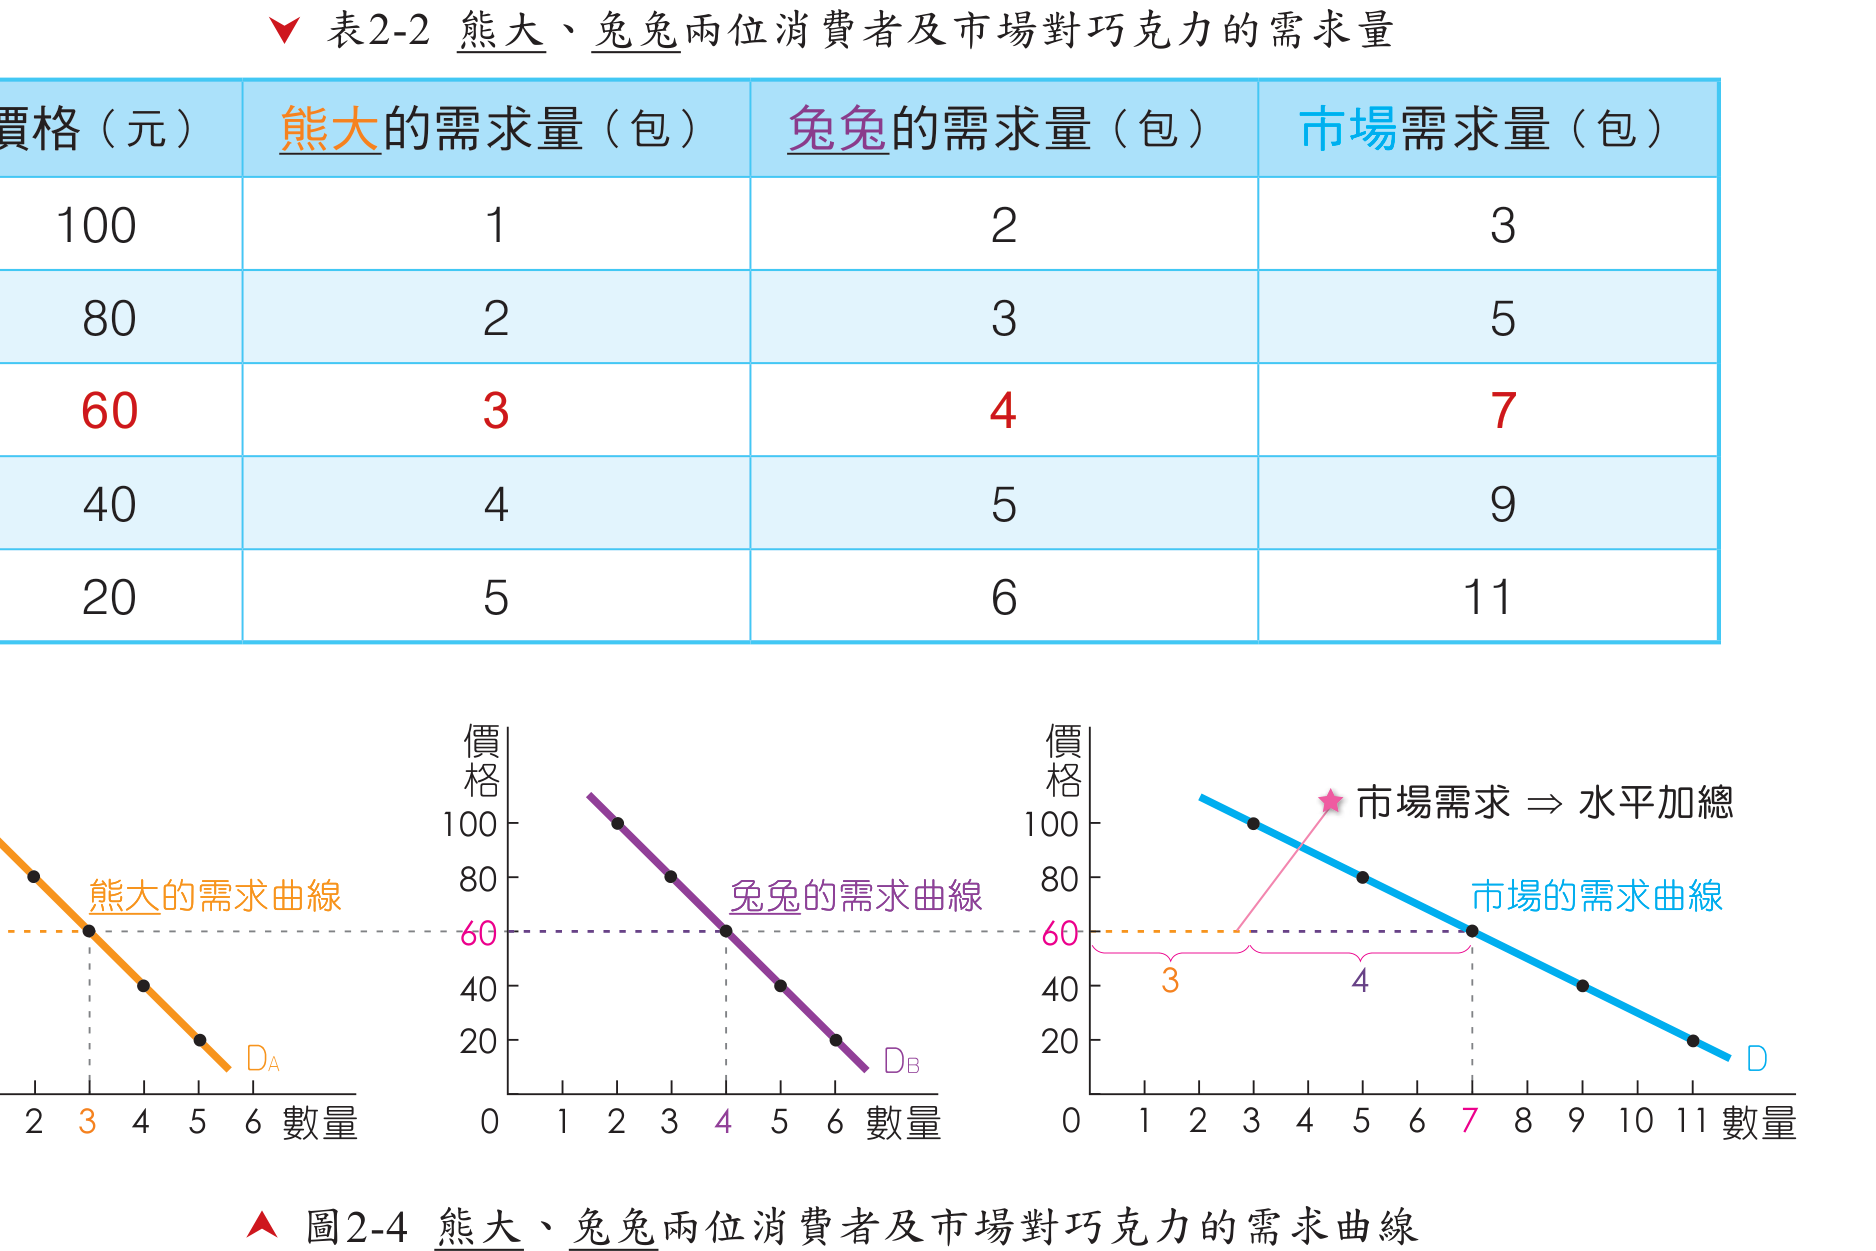 表2-2 熊大、兔兔兩位消費者及市場對巧克力的需求量
價格（元） 熊大的需求量（包） 兔兔的需求量（包） 市場需求量（包）
100 1 2 3
80 2 3 5
60 3 4 7
40 4 5 9
20 5 6 11
熊大的需求曲線
DA
2 3 4 5 6 數量
價格
100
80
60
40
20
兔兔的需求曲線
DB
0 1 2 3 4 5 6 數量
價格
100
80
60
40
20
市場需求 ⇒ 水平加總
市場的需求曲線
3 4
D
0 1 2 3 4 5 6 7 8 9 10 11 數量
圖2-4 熊大、兔兔兩位消費者及市場對巧克力的需求曲線